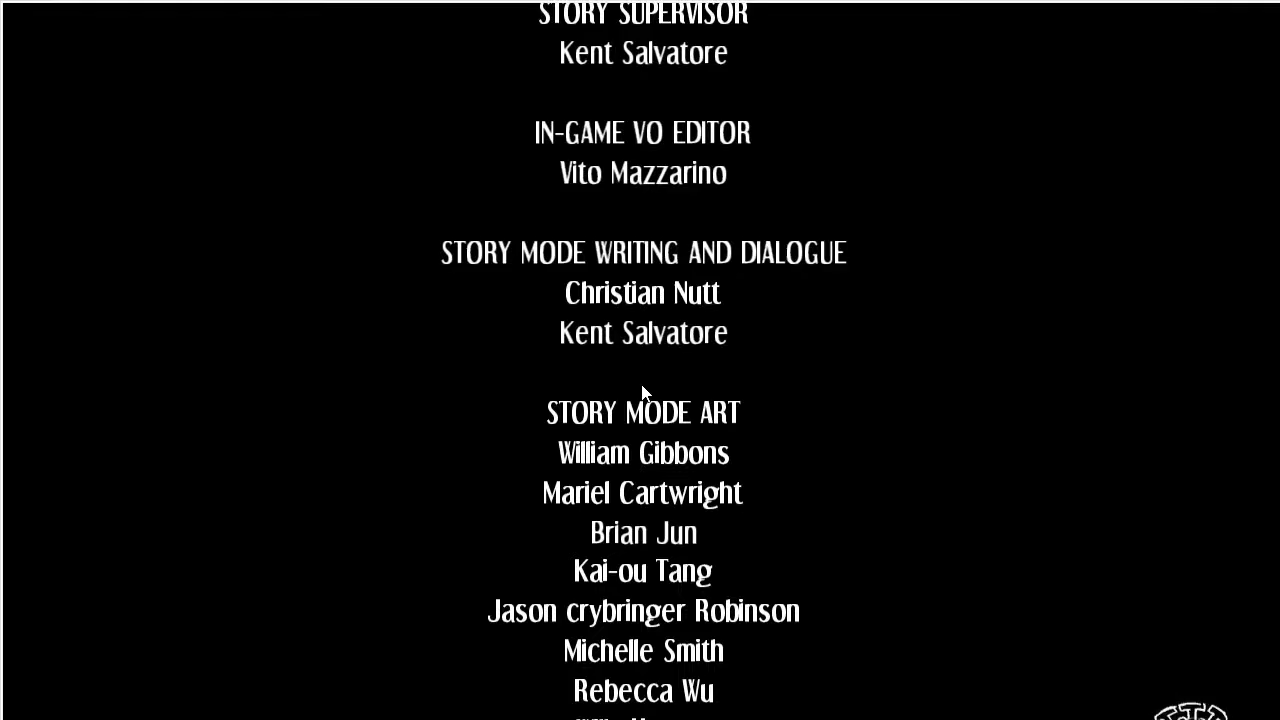 STORY SUPERVISOR
Kent Salvatore
IN-GAME VO EDITOR
Vito Mazzarino
STORY MODE WRITING AND DIALOGUE
Christian Nutt
Kent Salvatore
STORY MODE ART
William Gibbons
Mariel Cartwright
Brian Jun
Kai-ou Tang
Jason crybringer Robinson
Michelle Smith
Rebecca Wu